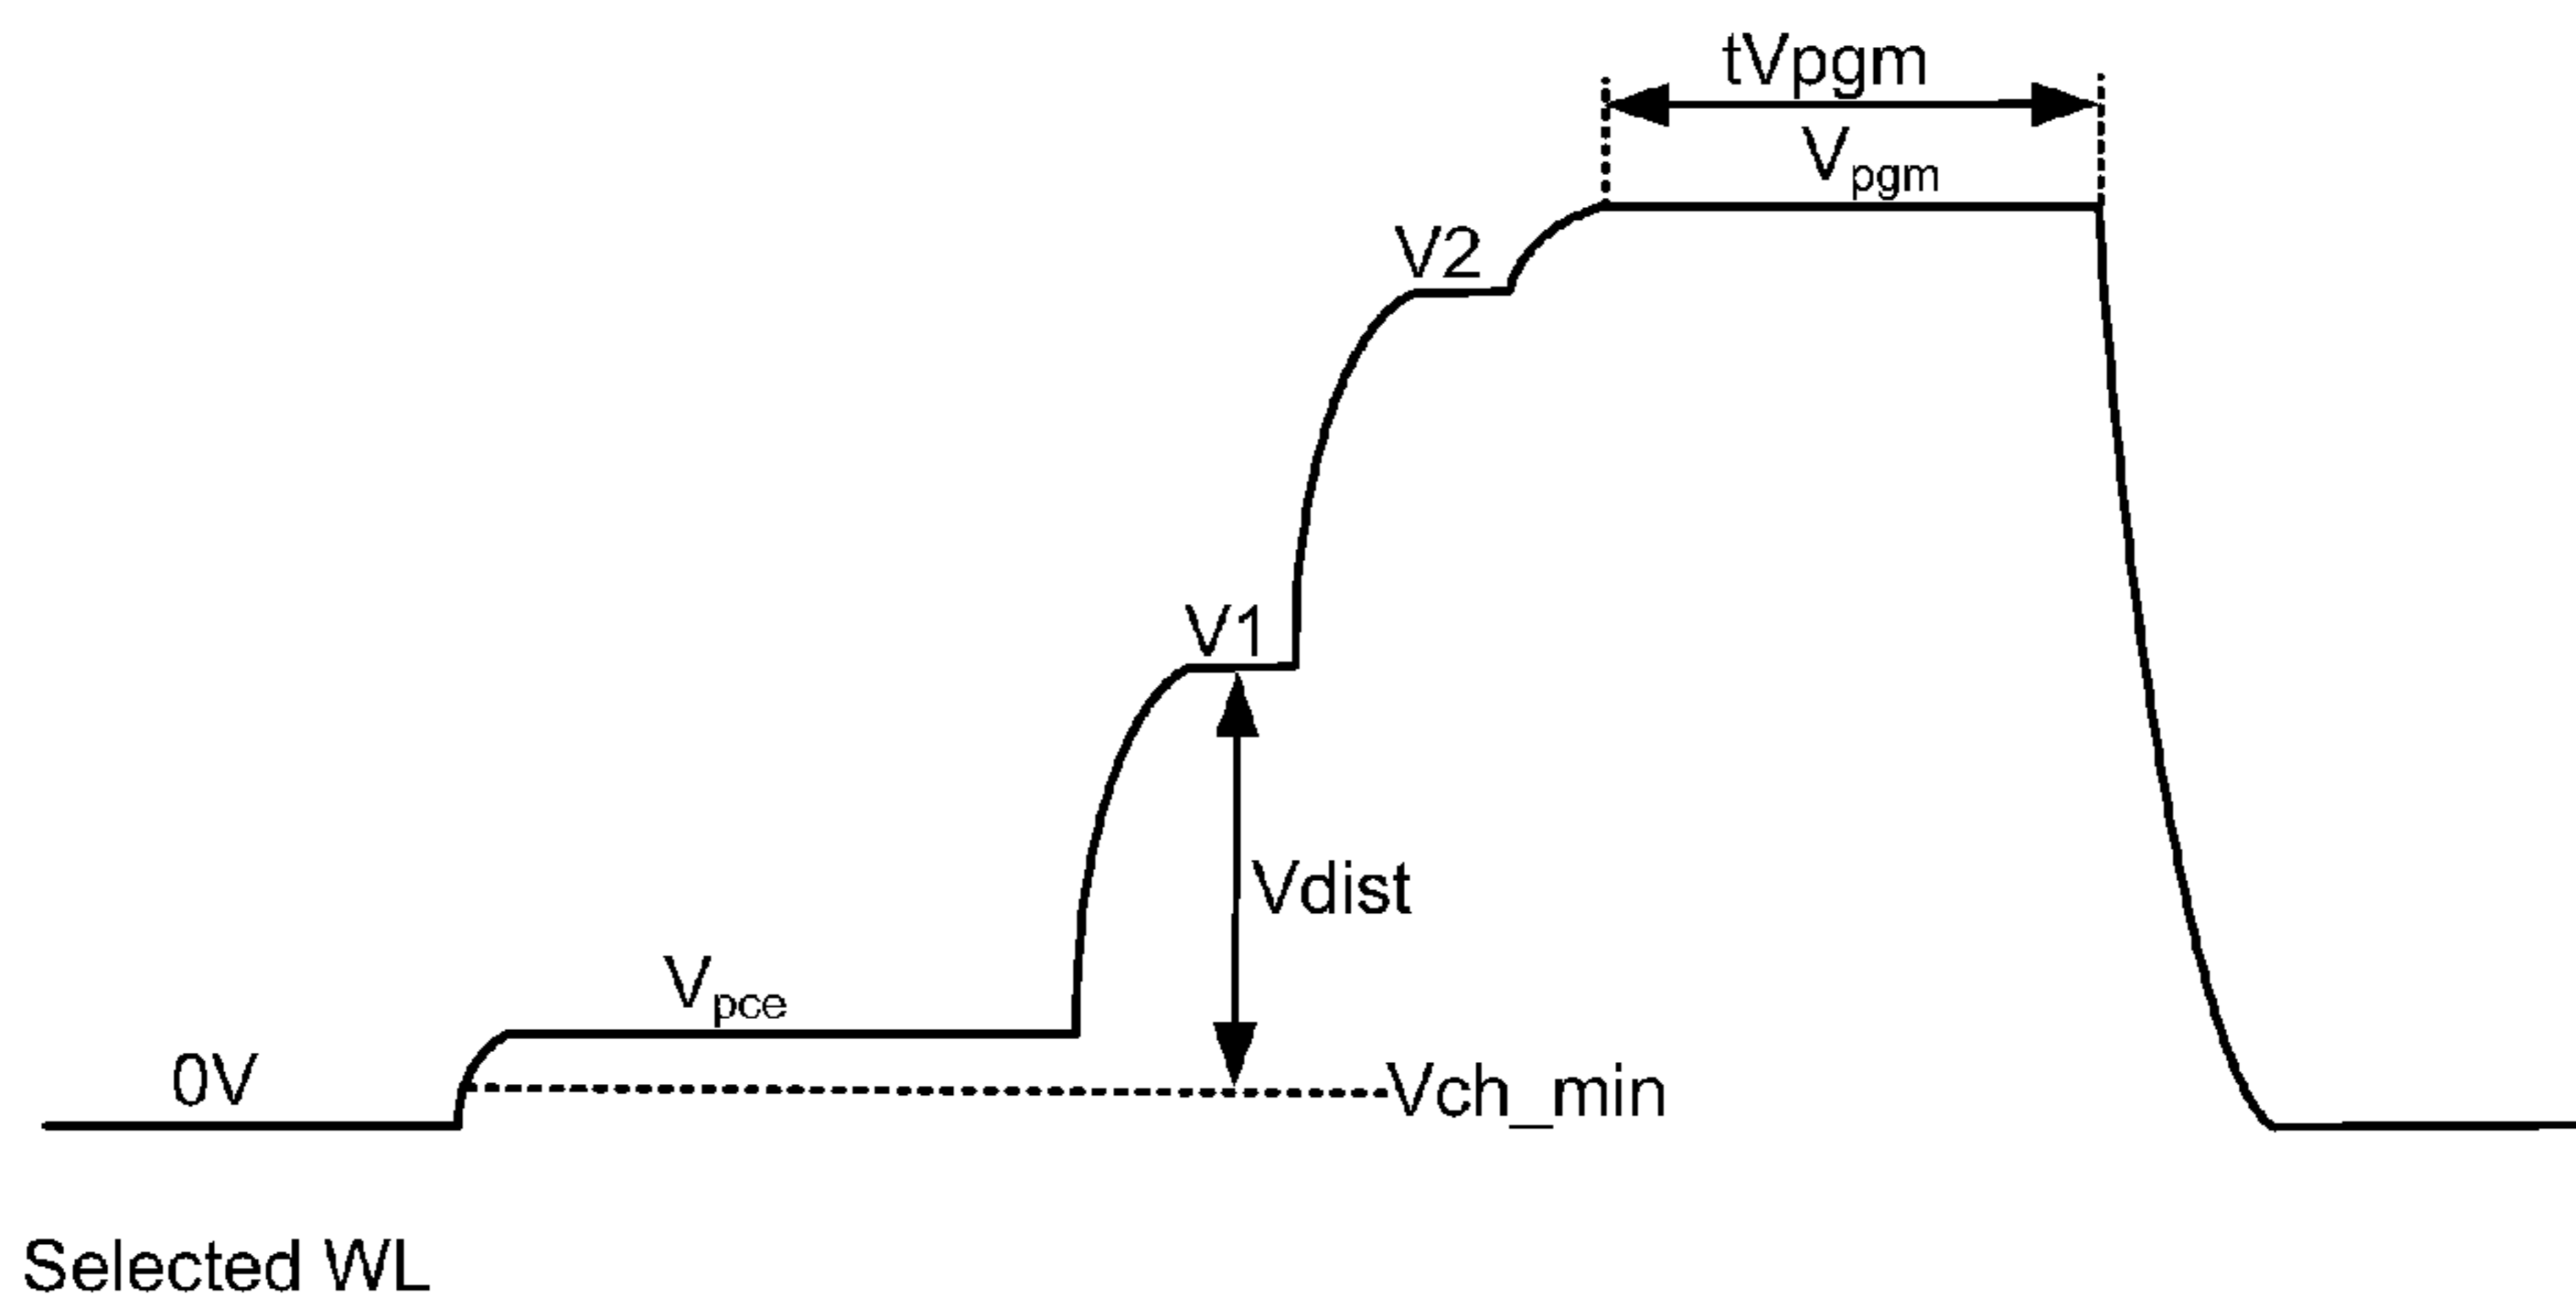 tVpgm
Vpgm
V2
V1
Vdist
Vpce
0V
Vch_min
Selected WL